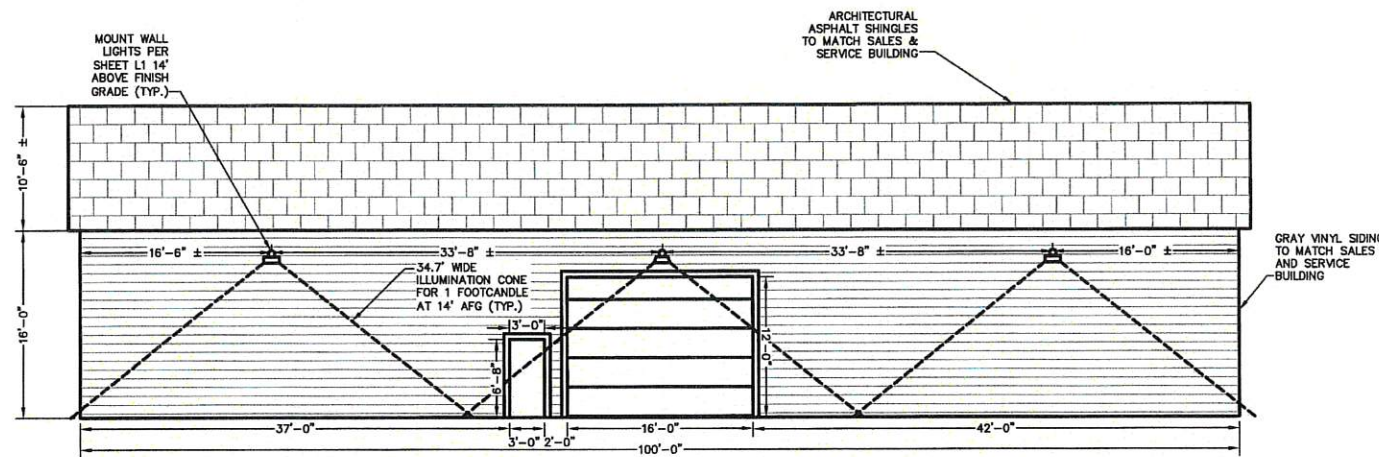 ARCHITECTURAL
ASPHALT SHINGLES
TO MATCH SALES &
SERVICE BUILDING
MOUNT WALL
LIGHTS PER
SHEET L1 14'
ABOVE FINISH
GRADE (TYP.)
10'-6" ±
16'-0"
16'-6" ±
33'-8" ±
33'-8" ±
16'-0" ±
34.7' WIDE
ILLUMINATION CONE
FOR 1 FOOTCANDLE
AT 14' AFG (TYP.)
GRAY VINYL SIDING
TO MATCH SALES
AND SERVICE
BUILDING
3'-0"
6'-8"
12'-0"
37'-0"
3'-0"
2'-0"
16'-0"
42'-0"
100'-0"